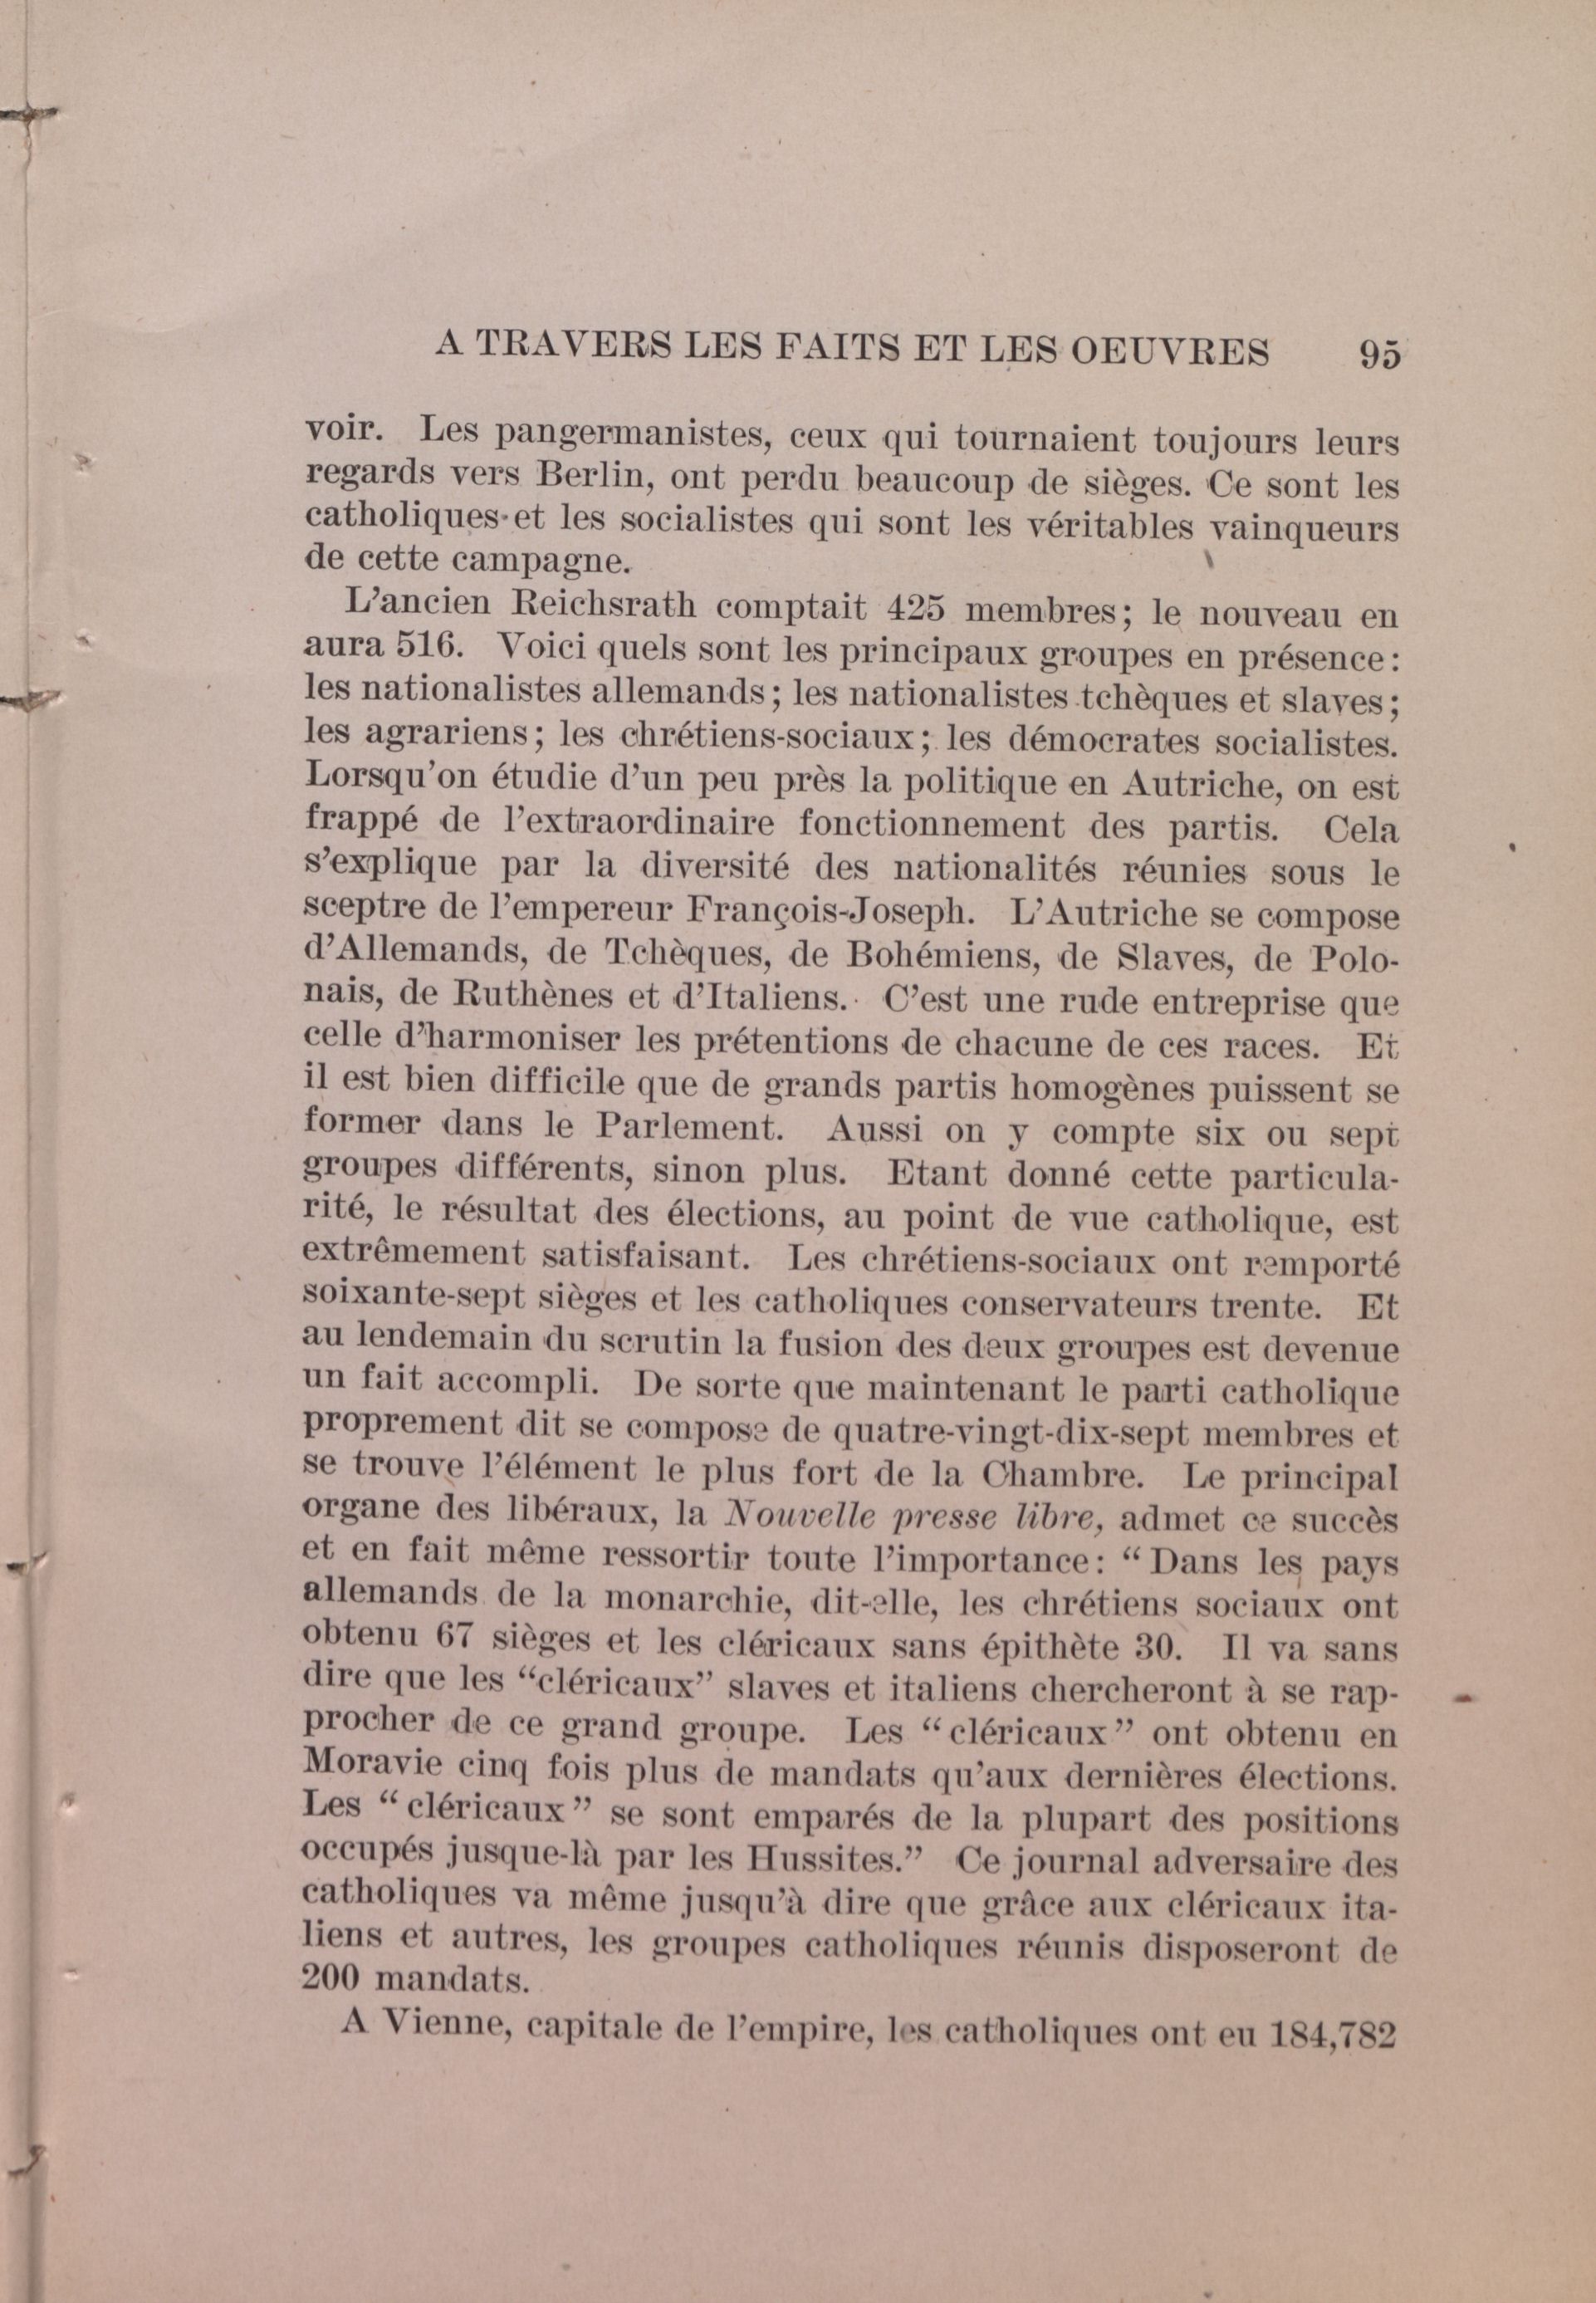 A TRAVERS LES FAITS ET LES OEUVRES 95
voir. Les pangermanistes, ceux qui tournaient toujours leurs
regards vers Berlin, ont perdu beaucoup de sièges. Ce sont les
catholiques et les socialistes qui sont les véritables vainqueurs
de cette campagne.
L'ancien Reichsrath comptait 425 membres; le nouveau en
aura 516. Voici quels sont les principaux groupes en présence:
les nationalistes allemands; les nationalistes tchèques et slaves;
les agrariens; les chrétiens-sociaux; les démocrates socialistes.
Lorsqu'on étudie d'un peu près la politique en Autriche, on est
frappé de l'extraordinaire fonctionnement des partis. Cela
s'explique par la diversité des nationalités réunies sous le
sceptre de l'empereur François-Joseph. L'Autriche se compose
d'Allemands, de Tchèques, de Bohémiens, de Slaves, de Polo-
nais, de Ruthènes et d'Italiens. C'est une rude entreprise que
celle d'harmoniser les prétentions de chacune de ces races. Et
il est bien difficile que de grands partis homogènes puissent se
former dans le Parlement. Aussi on y compte six ou sept
groupes différents, sinon plus. Etant donné cette particula-
rité, le résultat des élections, au point de vue catholique, est
extrêmement satisfaisant. Les chrétiens-sociaux ont remporté
soixante-sept sièges et les catholiques conservateurs trente. Et
au lendemain du scrutin la fusion des deux groupes est devenue
un fait accompli. De sorte que maintenant le parti catholique
proprement dit se compose de quatre-vingt-dix-sept membres et
se trouve l'élément le plus fort de la Chambre. Le principal
organe des libéraux, la Nouvelle presse libre, admet ce succès
et en fait même ressortir toute l'importance: "Dans les pays
allemands de la monarchie, dit-elle, les chrétiens sociaux ont
obtenu 67 sièges et les cléricaux sans épithète 30. Il va sans
dire que les "cléricaux" slaves et italiens chercheront à se rap-
procher de ce grand groupe. Les "cléricaux" ont obtenu en
Moravie cinq fois plus de mandats qu'aux dernières élections.
Les "cléricaux" se sont emparés de la plupart des positions
occupés jusque-là par les Hussites." Ce journal adversaire des
catholiques va même jusqu'à dire que grâce aux cléricaux ita-
liens et autres, les groupes catholiques réunis disposeront de
200 mandats.
A Vienne, capitale de l'empire, les catholiques ont eu 184,782